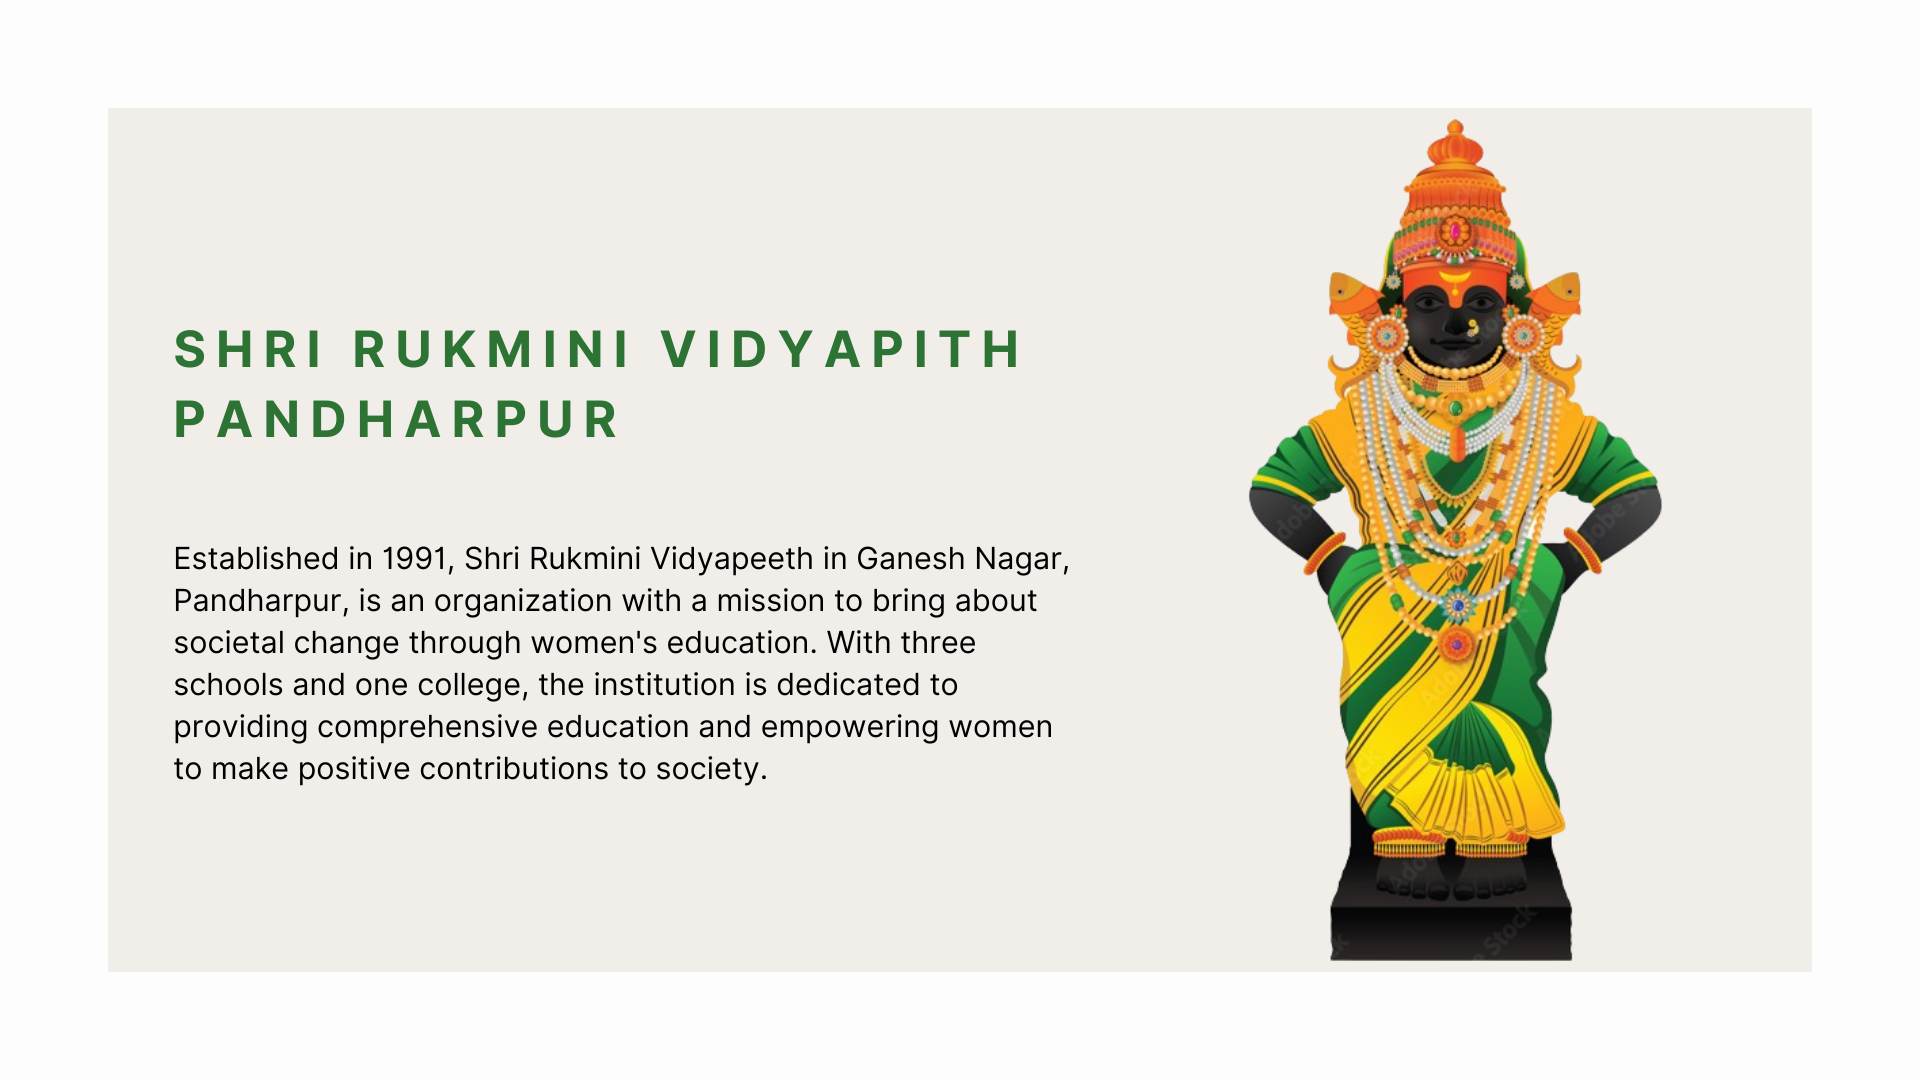 SHRI RUKMINI VIDYAPITH
PANDHARPUR
Established in 1991, Shri Rukmini Vidyapeeth in Ganesh Nagar,
Pandharpur, is an organization with a mission to bring about
societal change through women's education. With three
schools and one college, the institution is dedicated to
providing comprehensive education and empowering women
to make positive contributions to society.